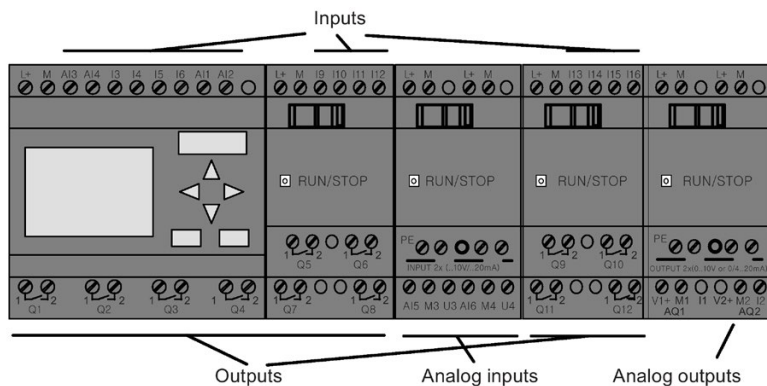 Inputs
L+ M AI3 AI4 I3 I4 I5 I6 AI1 AI2
L+ M I9 I10 I11 I12
L+ M L+ M
L+ M I13 I14 I15 I16
L+ M L+ M
RUN/STOP
RUN/STOP
RUN/STOP
RUN/STOP
1 2 1 2
Q5 Q6
PE
INPUT 2x (..10V/..20mA)
1 2 1 2
Q9 Q10
PE
OUTPUT 2x(0..10V or 0/4..20mA)
1 2 1 2 1 2 1 2
Q1 Q2 Q3 Q4
1 2 1 2
Q7 Q8
AI5 M3 U3 AI6 M4 U4
1 2 1 2
Q11 Q12
V1+ M1 I1 V2+ M2 I2
AQ1 AQ2
Outputs
Analog inputs
Analog outputs